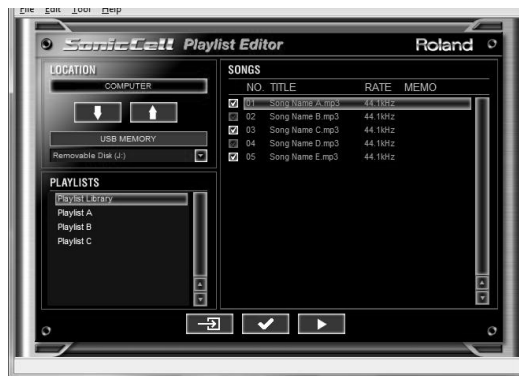 File Edit Tool Help
SonicCell Playlist Editor Roland
LOCATION
COMPUTER
USB MEMORY
Removable Disk (J:)
PLAYLISTS
Playlist Library
Playlist A
Playlist B
Playlist C
SONGS
NO. TITLE RATE MEMO
01 Song Name A.mp3 44.1kHz
02 Song Name B.mp3 44.1kHz
03 Song Name C.mp3 44.1kHz
04 Song Name D.mp3 44.1kHz
05 Song Name E.mp3 44.1kHz